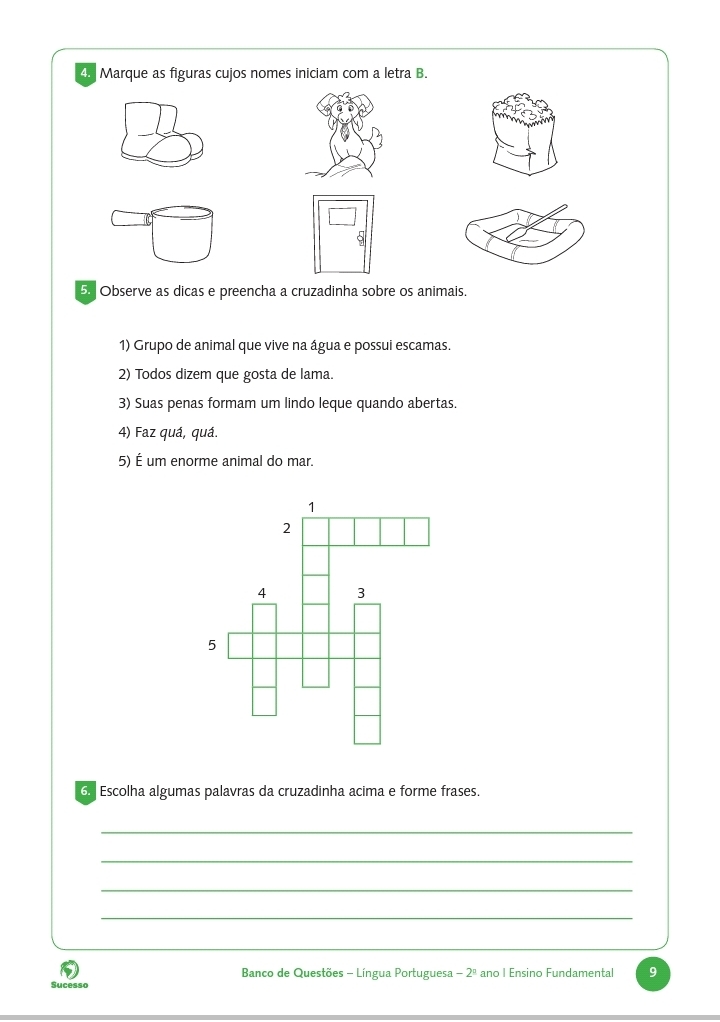 4. Marque as figuras cujos nomes iniciam com a letra B.
5. Observe as dicas e preencha a cruzadinha sobre os animais.
1) Grupo de animal que vive na água e possui escamas.
2) Todos dizem que gosta de lama.
3) Suas penas formam um lindo leque quando abertas.
4) Faz quá, quá.
5) É um enorme animal do mar.
1
2
4
3
5
6. Escolha algumas palavras da cruzadinha acima e forme frases.
Sucesso
Banco de Questões – Língua Portuguesa – 2º ano I Ensino Fundamental
9